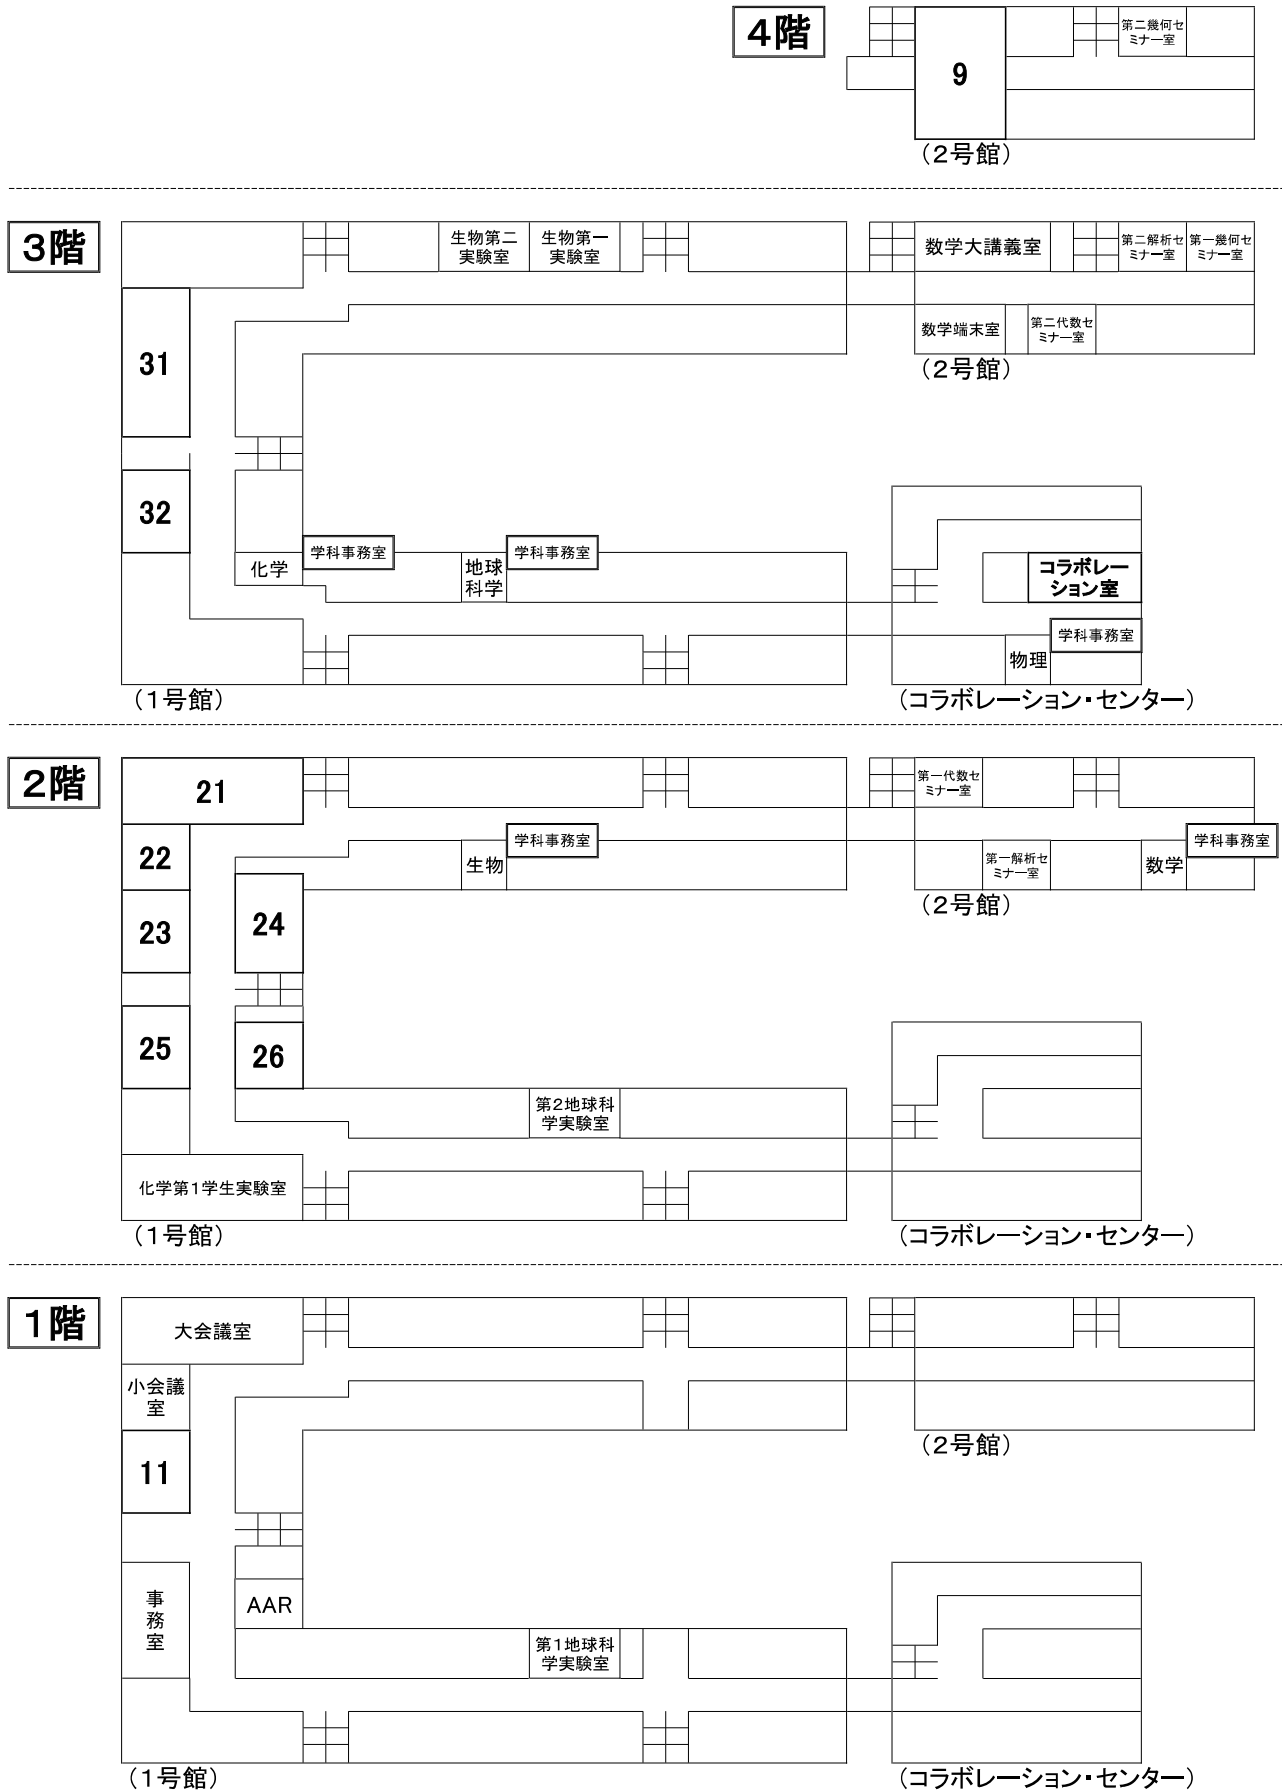 4階
第二幾何セ
ミナー室
9
(2号館)
3階
生物第二
実験室
生物第一
実験室
数学大講義室
第二解析セ
ミナー室
第一幾何セ
ミナー室
31
数学端末室
第二代数セ
ミナー室
(2号館)
32
化学
学科事務室
地球
科学
学科事務室
コラボレー
ション室
学科事務室
物理
(1号館)
(コラボレーション・センター)
2階
21
第一代数セ
ミナー室
22
生物
学科事務室
第一解析セ
ミナー室
数学
学科事務室
23
24
(2号館)
25
26
第2地球科
学実験室
化学第1学生実験室
(1号館)
(コラボレーション・センター)
1階
大会議室
小会議
室
11
(2号館)
事
務
室
AAR
第1地球科
学実験室
(1号館)
(コラボレーション・センター)